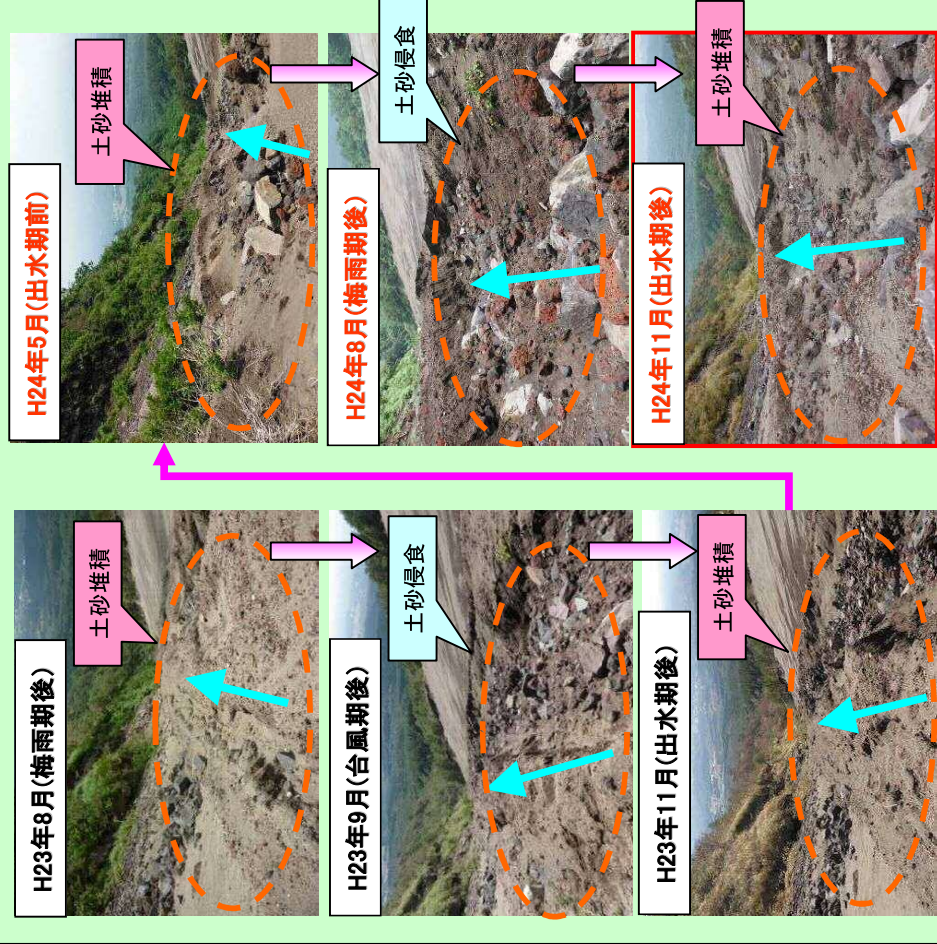 H23年8月(梅雨期後)
土砂堆積
H23年9月(台風期後)
土砂侵食
H23年11月(出水期後)
土砂堆積
H24年5月(出水期前)
土砂堆積
H24年8月(梅雨期後)
土砂侵食
H24年11月(出水期後)
土砂堆積